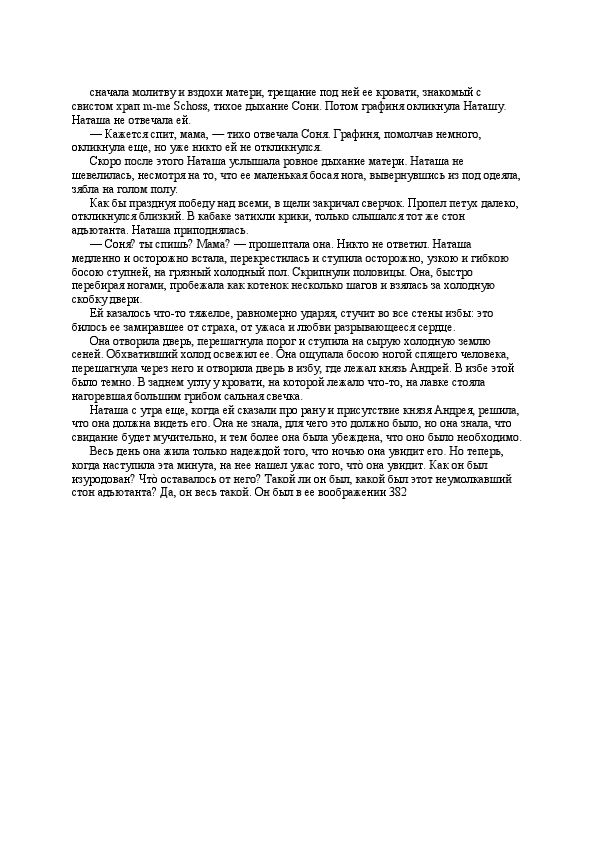 сначала молитву и вздохи матери, трещание под ней ее кровати, знакомый с
свистом храп m-me Schoss, тихое дыхание Сони. Потом графиня окликнула Наташу.
Наташа не отвечала ей.
— Кажется спит, мама, — тихо отвечала Соня. Графиня, помолчав немного,
окликнула еще, но уже никто ей не откликнулся.
Скоро после этого Наташа услышала ровное дыхание матери. Наташа не
шевелилась, несмотря на то, что ее маленькая босая нога, вывернувшись из под одеяла,
зябла на голом полу.
Как бы празднуя победу над всеми, в щели закричал сверчок. Пропел петух далеко,
откликнулся близкий. В кабаке затихли крики, только слышался тот же стон
адъютанта. Наташа приподнялась.
— Соня? ты спишь? Мама? — прошептала она. Никто не ответил. Наташа
медленно и осторожно встала, перекрестилась и ступила осторожно, узкою и гибкою
босою ступней, на грязный холодный пол. Скрипнули половицы. Она, быстро
перебирая ногами, пробежала как котенок несколько шагов и взялась за холодную
скобку двери.
Ей казалось что-то тяжелое, равномерно ударяя, стучит во все стены избы: это
билось ее замиравшее от страха, от ужаса и любви разрывающееся сердце.
Она отворила дверь, перешагнула порог и ступила на сырую холодную землю
сеней. Обхвативший холод освежил ее. Она ощупала босою ногой спящего человека,
перешагнула через него и отворила дверь в избу, где лежал князь Андрей. В избе этой
было темно. В заднем углу у кровати, на которой лежало что-то, на лавке стояла
нагоревшая большим грибом сальная свечка.
Наташа с утра еще, когда ей сказали про рану и присутствие князя Андрея, решила,
что она должна видеть его. Она не знала, для чего это должно было, но она знала, что
свидание будет мучительно, и тем более она была убеждена, что оно было необходимо.
Весь день она жила только надеждой того, что ночью она увидит его. Но теперь,
когда наступила эта минута, на нее нашел ужас того, чтò она увидит. Как он был
изуродован? Чтò оставалось от него? Такой ли он был, какой был этот неумолкавший
стон адъютанта? Да, он весь такой. Он был в ее воображении 382